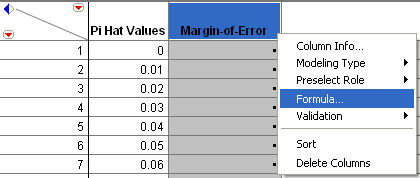 Pi Hat Values Margin-of-Error
1 0 •
2 0.01 •
3 0.02 •
4 0.03 •
5 0.04 •
6 0.05 •
7 0.06 •
Column Info...
Modeling Type
Preselect Role
Formula...
Validation
Sort
Delete Columns